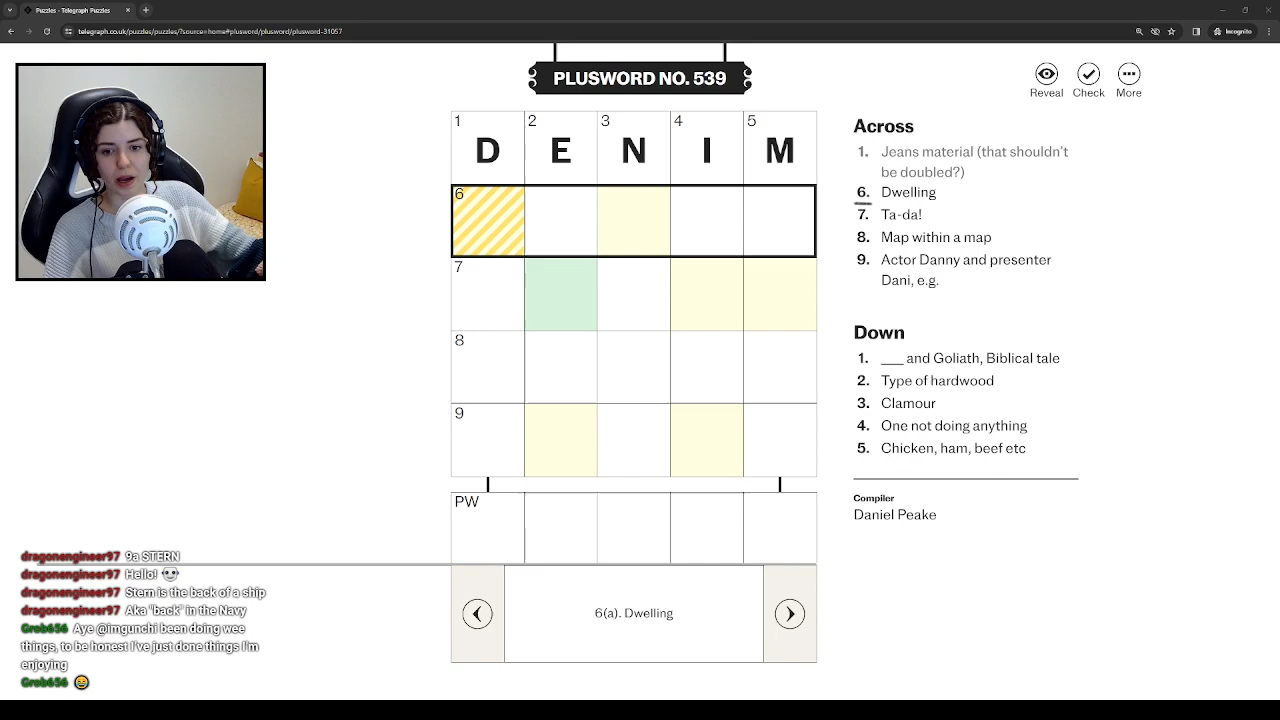 Puzzles - Telegraph Puzzles
telegraph.co.uk/puzzles/puzzles/?source=home#plusword/plusword-31057
Incognito
PLUSWORD NO. 539
Reveal
Check
More
1 2 3 4 5
D E N I M
6
7
8
9
PW
6(a). Dwelling
Across
1. Jeans material (that shouldn't
be doubled?)
6. Dwelling
7. Ta-da!
8. Map within a map
9. Actor Danny and presenter
Dani, e.g.
Down
1. ___ and Goliath, Biblical tale
2. Type of hardwood
3. Clamour
4. One not doing anything
5. Chicken, ham, beef etc
Compiler
Daniel Peake
dragonengineer97 9a STERN
dragonengineer97 Hello!
dragonengineer97 Stern is the back of a ship
dragonengineer97 Aka "back" in the Navy
Grob656 Aye @imgunchi been doing wee
things, to be honest I've just done things I'm
enjoying
Grob656